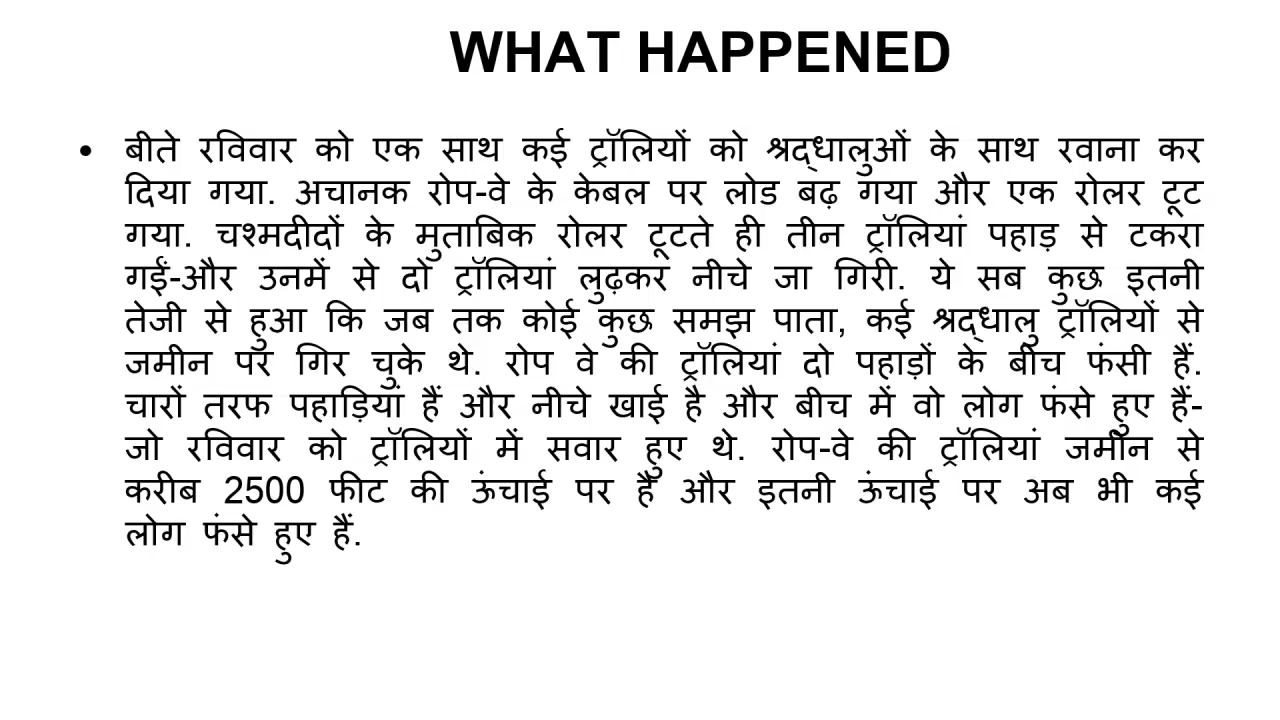 WHAT HAPPENED
• बीते रविवार को एक साथ कई ट्रॉलियों को श्रद्धालुओं के साथ रवाना कर
दिया गया. अचानक रोप-वे के केबल पर लोड बढ़ गया और एक रोलर टूट
गया. चश्मदीदों के मुताबिक रोलर टूटते ही तीन ट्रॉलियां पहाड़ से टकरा
गईं-और उनमें से दो ट्रॉलियां लुढ़कर नीचे जा गिरी. ये सब कुछ इतनी
तेजी से हुआ कि जब तक कोई कुछ समझ पाता, कई श्रद्धालु ट्रॉलियों से
जमीन पर गिर चुके थे. रोप वे की ट्रॉलियां दो पहाड़ों के बीच फंसी हैं.
चारों तरफ पहाड़ियां हैं और नीचे खाई है और बीच में वो लोग फंसे हुए हैं-
जो रविवार को ट्रॉलियों में सवार हुए थे. रोप-वे की ट्रॉलियां जमीन से
करीब 2500 फीट की ऊंचाई पर हैं और इतनी ऊंचाई पर अब भी कई
लोग फंसे हुए हैं.